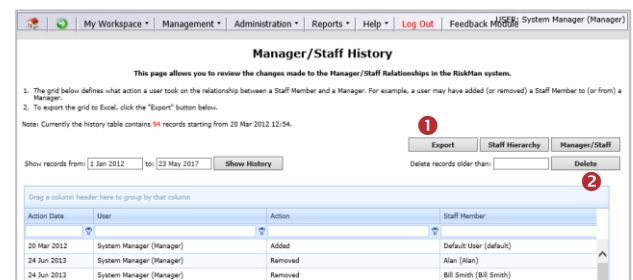 My Workspace Management Administration Reports Help Log Out Feedback Module USER: System Manager (Manager)
Manager/Staff History
This page allows you to review the changes made to the Manager/Staff Relationships in the RiskMan system.
1. The grid below defines what action a user took on the relationship between a Staff Member and a Manager. For example, a user may have added (or removed) a Staff Member to (or from) a
Manager.
2. To export the grid to Excel, click the "Export" button below.
Note: Currently the history table contains 94 records starting from 20 Mar 2012 12:54.
1
Export Staff Hierarchy Manager/Staff
Show records from: 1 Jan 2012 to: 23 May 2017 Show History Delete records older than: Delete
2
Drag a column header here to group by that column
Action Date User Action Staff Member
20 Mar 2012 System Manager (Manager) Added Default User (default)
24 Jun 2013 System Manager (Manager) Removed Alan (Alan)
24 Jun 2013 System Manager (Manager) Removed Bill Smith (Bill Smith)